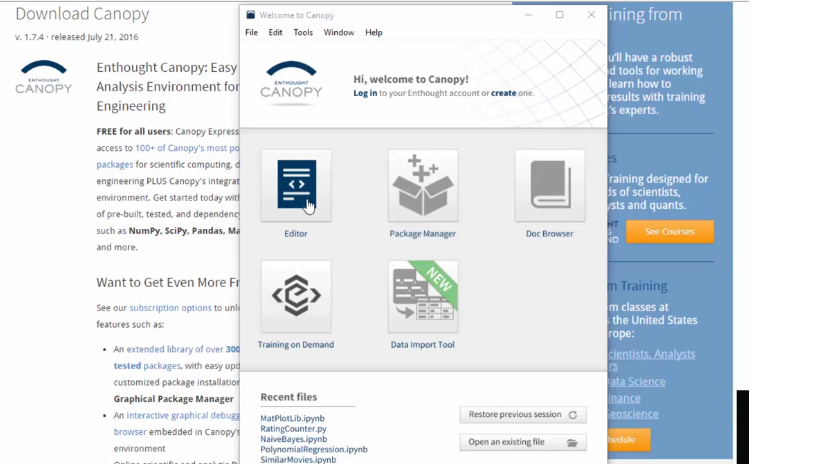 Download Canopy
v. 1.7.4 · released July 21, 2016
ENTHOUGHT
CANOPY
Enthought Canopy: Easy
Analysis Environment for
Engineering
FREE for all users: Canopy Express
access to 100+ of Canopy's most po
packages for scientific computing, d
engineering PLUS Canopy's integrat
environment. Get started today wit
of pre-built, tested, and dependency
such as NumPy, SciPy, Pandas, Ma
and more.
Want to Get Even More Fr
See our subscription options to unlo
features such as:
An extended library of over 300
tested packages, with easy upd
customized package installation
Graphical Package Manager
An interactive graphical debugg
browser embedded in Canopy's
environment
Welcome to Canopy
File Edit Tools Window Help
ENTHOUGHT
CANOPY
Hi, welcome to Canopy!
Log in to your Enthought account or create one.
Editor
Package Manager
Doc Browser
Training on Demand
NEW
Data Import Tool
Recent files
MatPlotLib.ipynb
RatingCounter.py
NaiveBayes.ipynb
PolynomialRegression.ipynb
SimilarMovies.ipynb
Restore previous session
Open an existing file
ining from
u'll have a robust
nd tools for working
learn how to
results with training
t's experts.
es
raining designed for
ds of scientists,
ysts and quants.
See Courses
m Training
om classes at
s the United States
rope:
cientists, Analysts
rs
ata Science
inance
eoscience
hedule